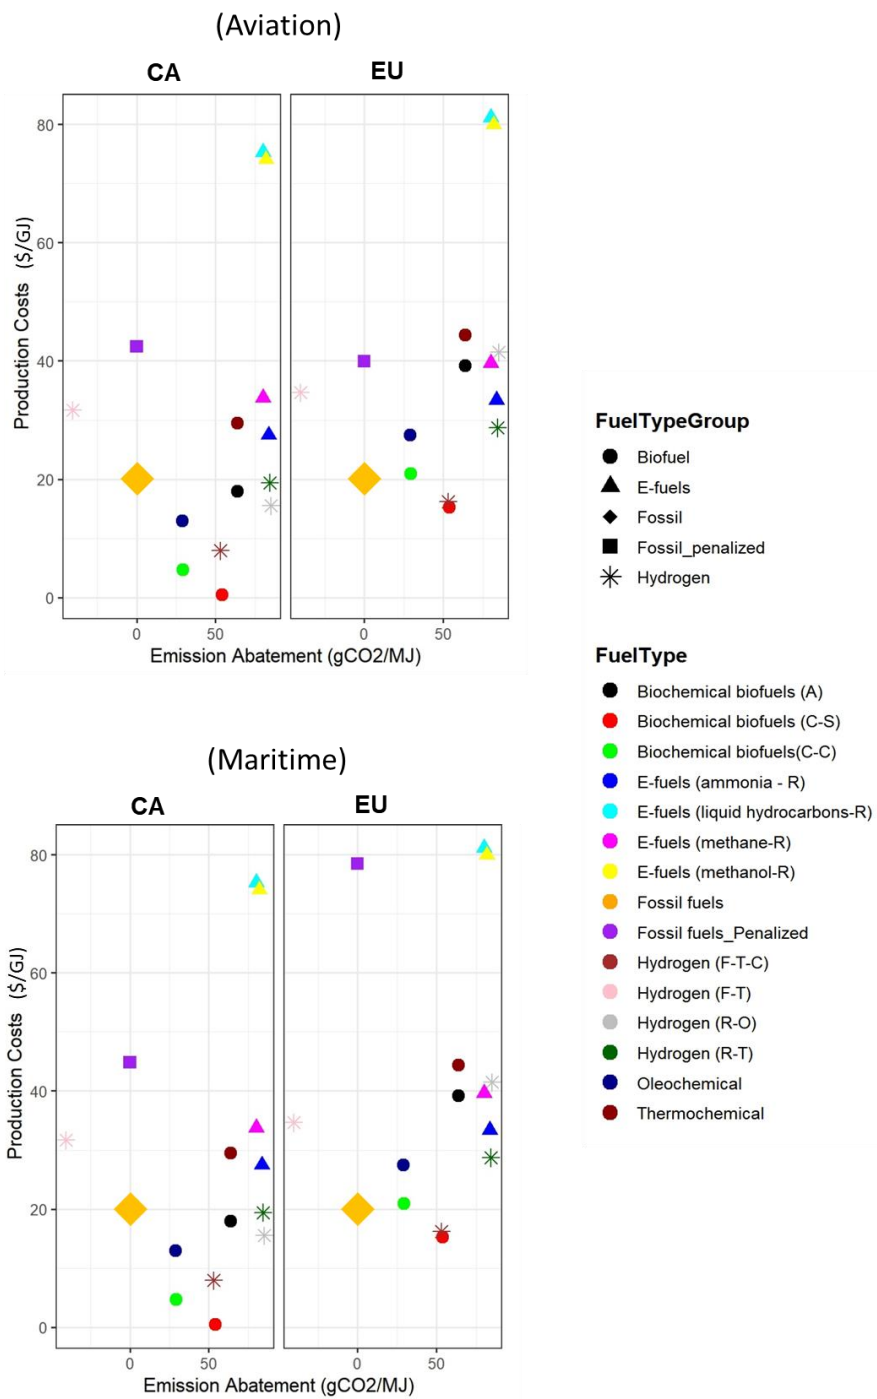 (Aviation)
CA
EU
Production Costs ($/GJ)
80
60
40
20
0
0
50
0
50
Emission Abatement (gCO2/MJ)
FuelTypeGroup
Biofuel
E-fuels
Fossil
Fossil_penalized
Hydrogen
FuelType
Biochemical biofuels (A)
Biochemical biofuels (C-S)
Biochemical biofuels(C-C)
E-fuels (ammonia - R)
E-fuels (liquid hydrocarbons-R)
E-fuels (methane-R)
E-fuels (methanol-R)
Fossil fuels
Fossil fuels_Penalized
Hydrogen (F-T-C)
Hydrogen (F-T)
Hydrogen (R-O)
Hydrogen (R-T)
Oleochemical
Thermochemical
(Maritime)
CA
EU
Production Costs ($/GJ)
80
60
40
20
0
0
50
0
50
Emission Abatement (gCO2/MJ)